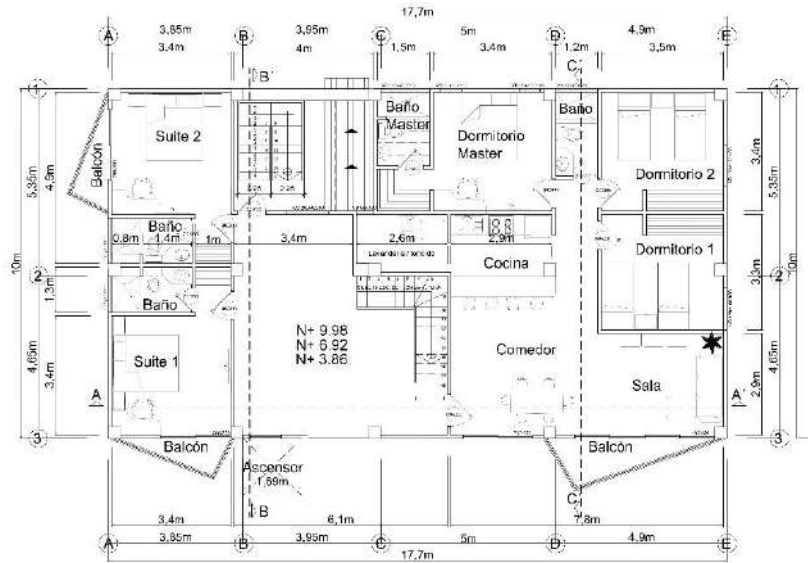 17,7m
3,85m 3,95m 5m 4,9m
A B C D E
3.4m 4m 1,5m 3.4m 1,2m 3,5m
B´ C´
1 1
Baño Master
Baño
Suite 2
Dormitorio Master
Balcón
Dormitorio 2
5,35m 4,9m
3,4m 5,35m
Baño
0.8m 1.4m 1m 3,4m 2,6m 2,9m
Dormitorio 1
Cocina
10m 2 2 10m
1,3m 3,3m
Baño
N+ 9.98
N+ 6.92
N+ 3.86
Comedor
Suite 1
Sala
4,65m 3,4m
2,9m 4,65m
A A´
3 3
Balcón Balcón
Ascensor
1,69m
B C
3.4m 6,1m 7,8m
A B C D E
3,85m 3,95m 5m 4,9m
17,7m